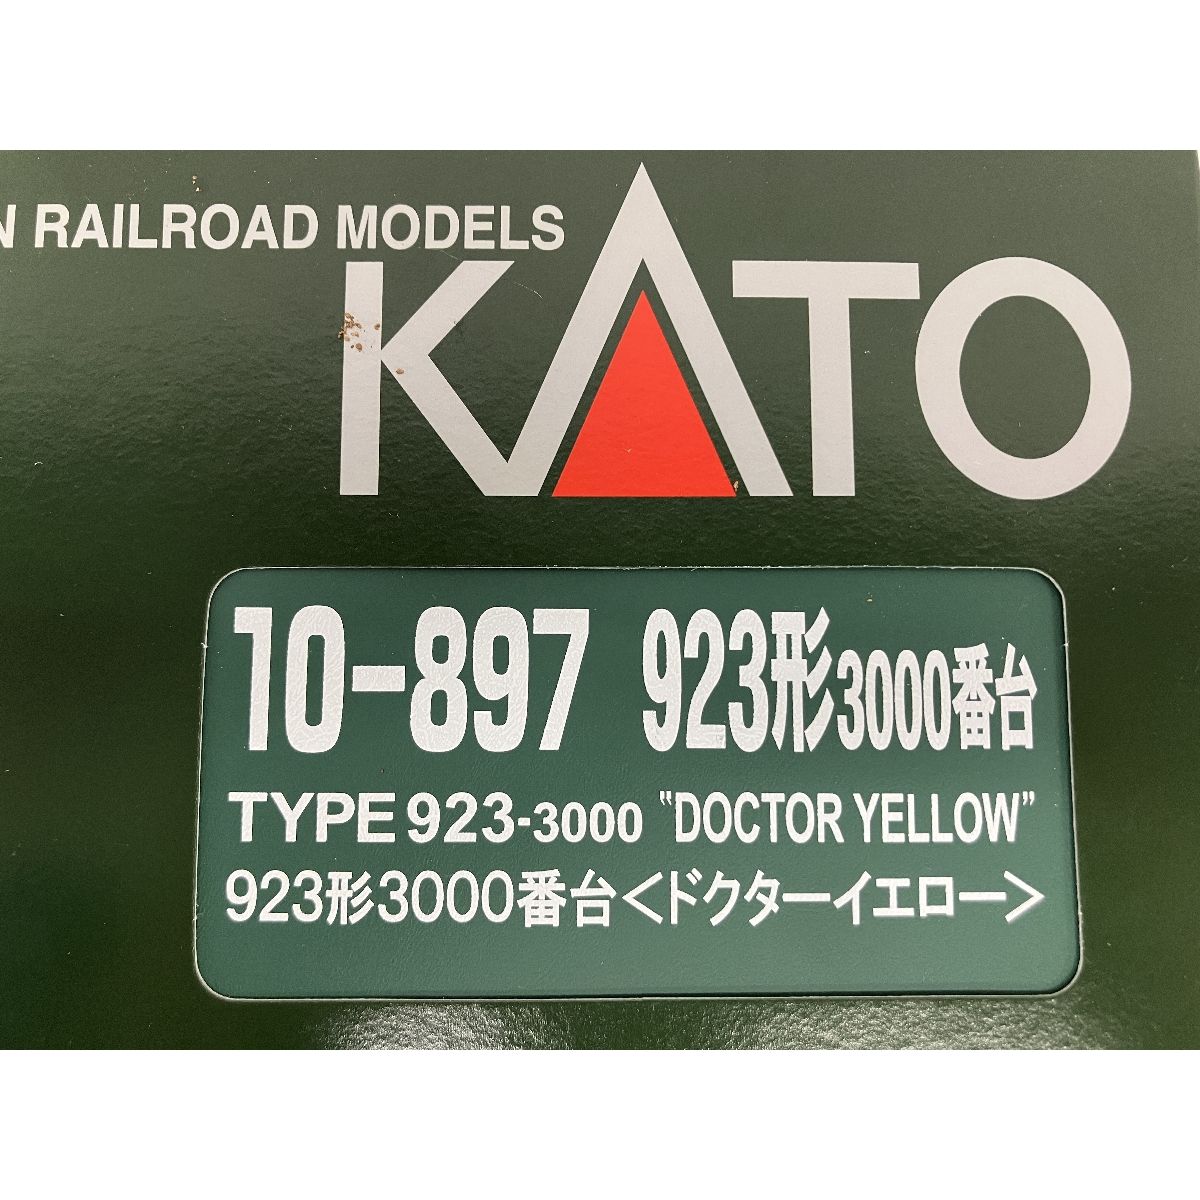 N RAILROAD MODELS
KATO
10-897 923形3000番台
TYPE 923-3000 "DOCTOR YELLOW"
923形3000番台<ドクターイエロー>